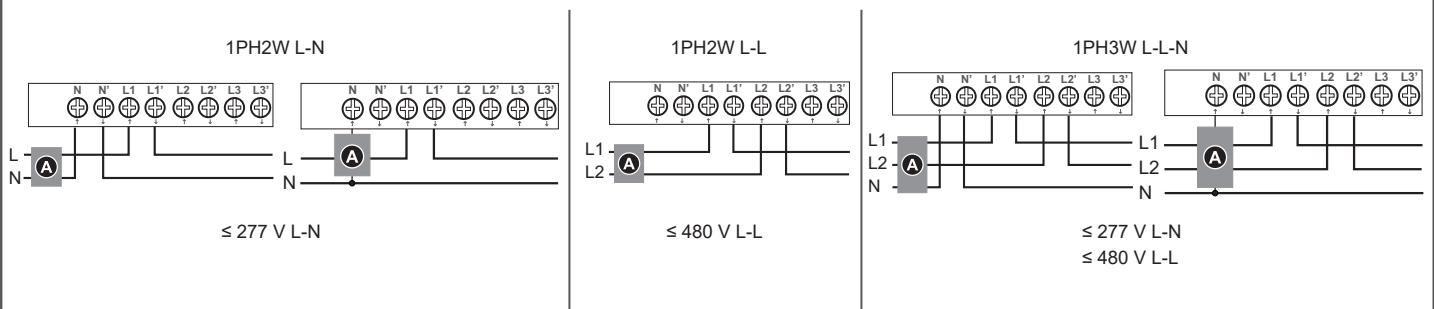 1PH2W L-N
N N' L1 L1' L2 L2' L3 L3'
L
N
A
N N' L1 L1' L2 L2' L3 L3'
L
N
A
≤ 277 V L-N
1PH2W L-L
N N' L1 L1' L2 L2' L3 L3'
L1
L2
A
≤ 480 V L-L
1PH3W L-L-N
N N' L1 L1' L2 L2' L3 L3'
L1
L2
N
A
N N' L1 L1' L2 L2' L3 L3'
L1
L2
N
A
≤ 277 V L-N
≤ 480 V L-L